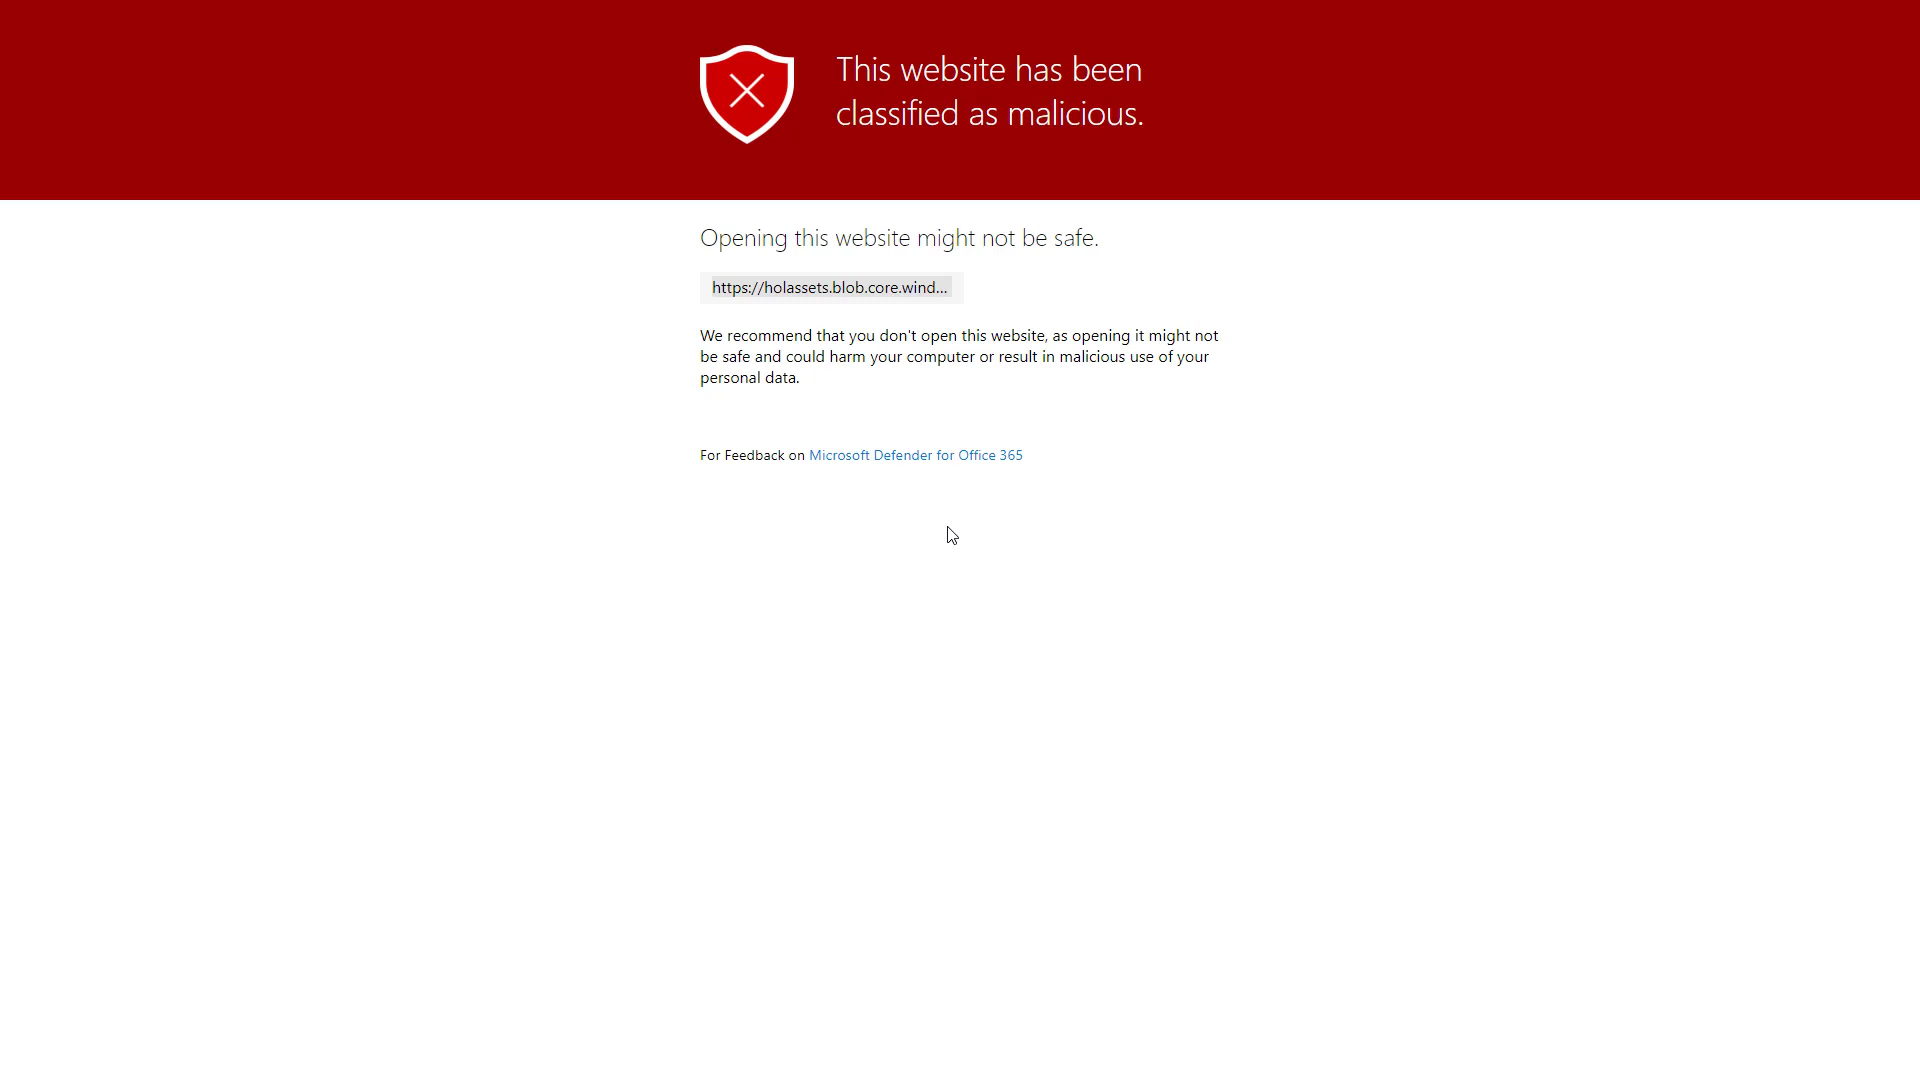 This website has been
classified as malicious.
Opening this website might not be safe.
https://holassets.blob.core.wind...
We recommend that you don't open this website, as opening it might not
be safe and could harm your computer or result in malicious use of your
personal data.
For Feedback on Microsoft Defender for Office 365